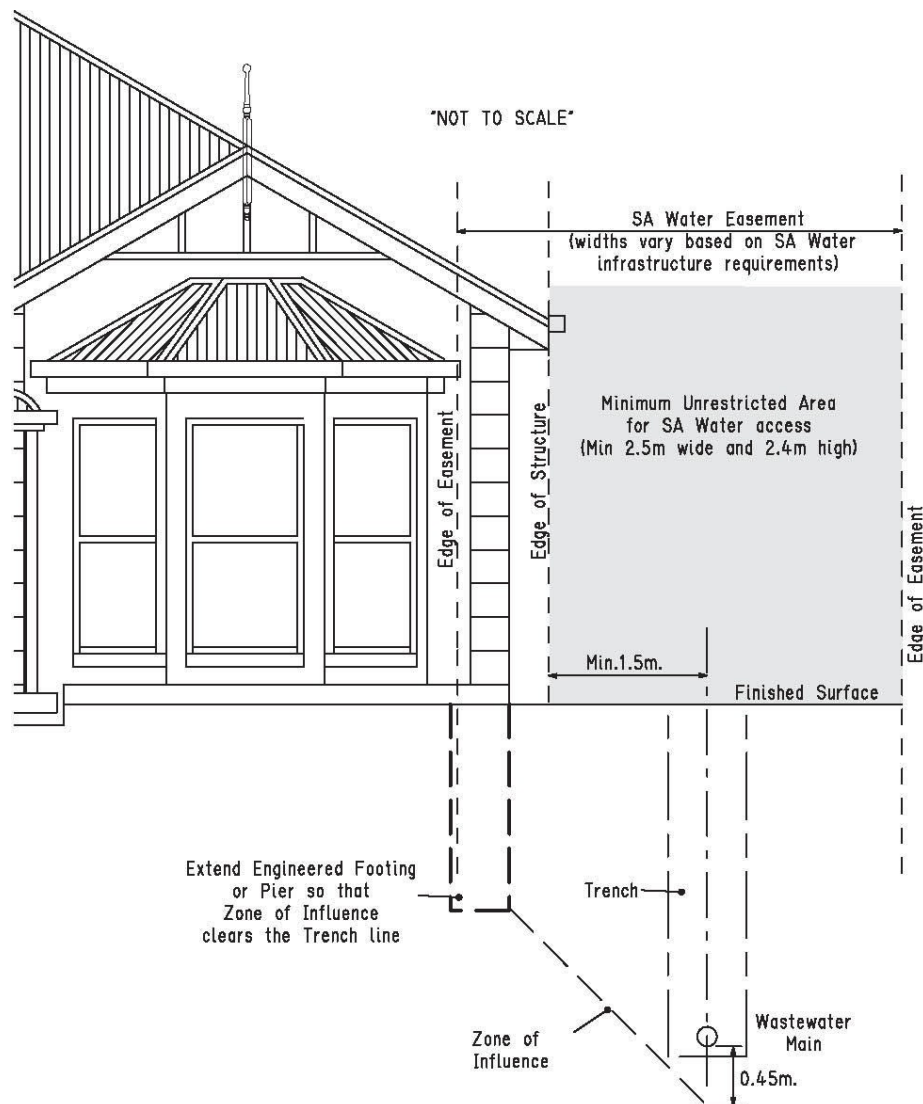 "NOT TO SCALE"
SA Water Easement
(widths vary based on SA Water
infrastructure requirements)
Minimum Unrestricted Area
for SA Water access
(Min 2.5m wide and 2.4m high)
Edge of Easement
Edge of Structure
Edge of Easement
Min.1.5m.
Finished Surface
Extend Engineered Footing
or Pier so that
Zone of Influence
clears the Trench line
Trench
Zone of
Influence
Wastewater
Main
0.45m.